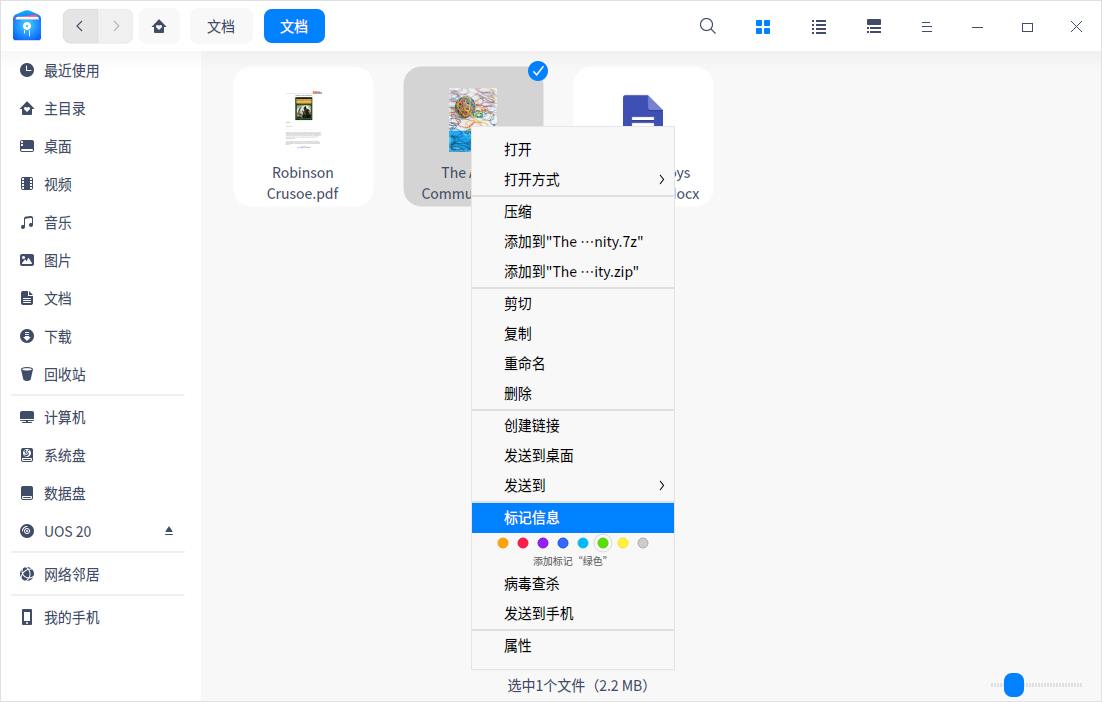 文档
文档
最近使用
主目录
桌面
视频
音乐
图片
文档
下载
回收站
计算机
系统盘
数据盘
UOS 20
网络邻居
我的手机
Robinson
Crusoe.pdf
The
Commu
ys
ocx
打开
打开方式
压缩
添加到"The …nity.7z"
添加到"The …ity.zip"
剪切
复制
重命名
删除
创建链接
发送到桌面
发送到
标记信息
添加标记“绿色”
病毒查杀
发送到手机
属性
选中1个文件（2.2 MB）